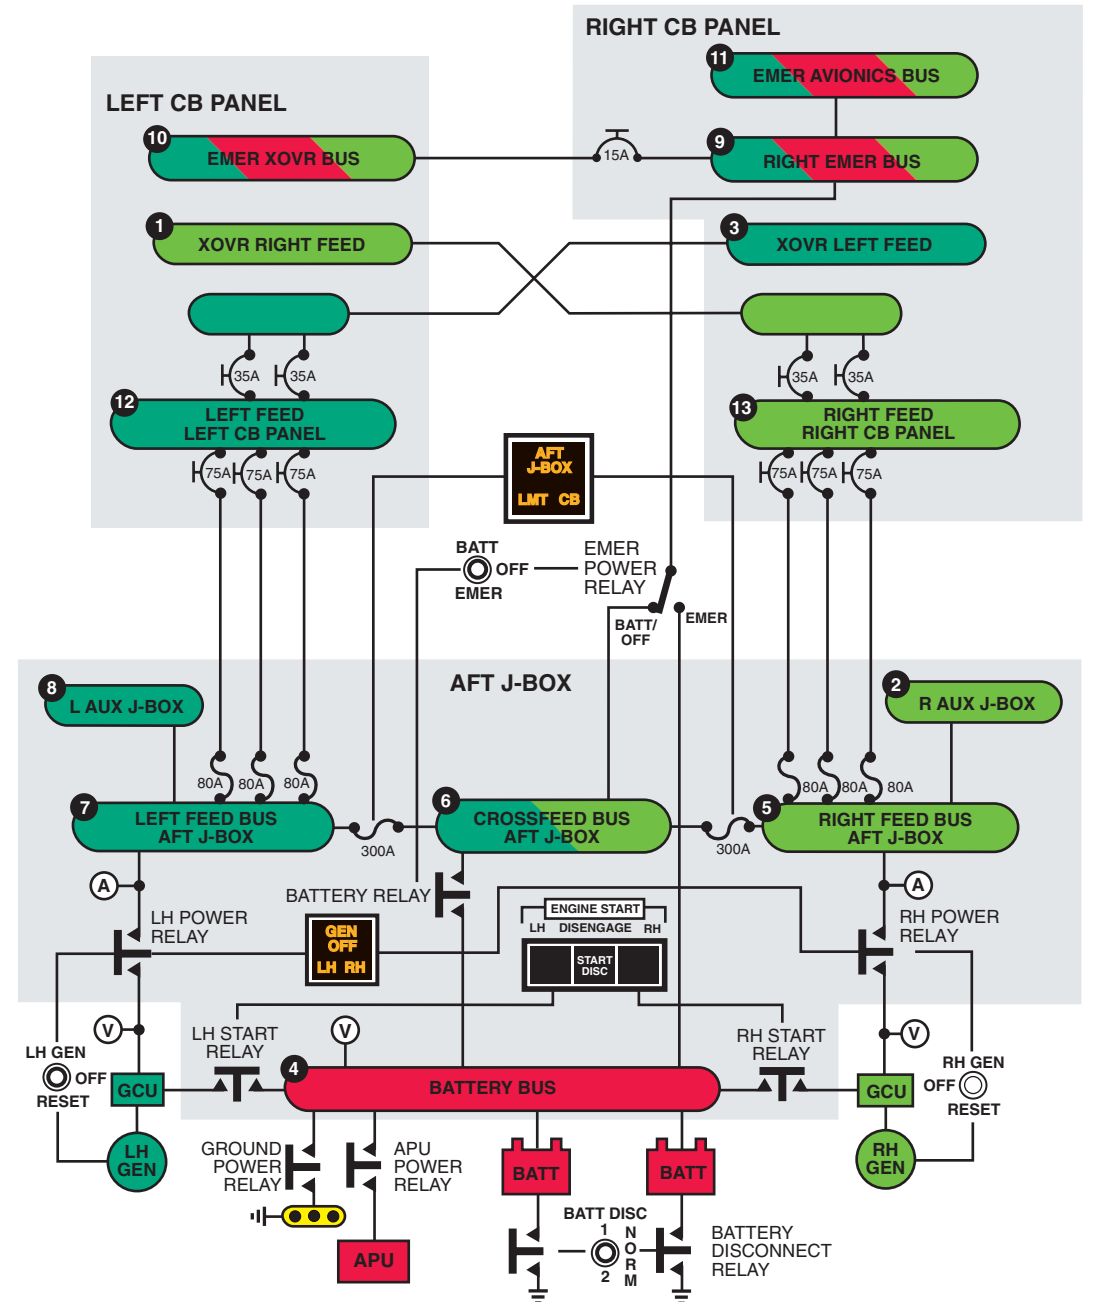 RIGHT CB PANEL
11
EMER AVIONICS BUS
LEFT CB PANEL
10
EMER XOVR BUS
15A
9
RIGHT EMER BUS
1
XOVR RIGHT FEED
3
XOVR LEFT FEED
35A
35A
35A
35A
12
LEFT FEED
LEFT CB PANEL
13
RIGHT FEED
RIGHT CB PANEL
75A
75A
75A
AFT
J-BOX
LMT CB
75A
75A
75A
BATT
OFF
EMER
EMER
POWER
RELAY
BATT/
OFF
EMER
AFT J-BOX
8
L AUX J-BOX
2
R AUX J-BOX
80A
80A
80A
80A
80A
80A
7
LEFT FEED BUS
AFT J-BOX
300A
6
CROSSFEED BUS
AFT J-BOX
300A
5
RIGHT FEED BUS
AFT J-BOX
A
BATTERY RELAY
A
LH POWER
RELAY
GEN
OFF
LH RH
ENGINE START
LH DISENGAGE RH
START
DISC
RH POWER
RELAY
V
LH START
RELAY
V
RH START
RELAY
V
LH GEN
OFF
RESET
GCU
4
BATTERY BUS
GCU
RH GEN
OFF
RESET
LH
GEN
GROUND
POWER
RELAY
APU
POWER
RELAY
BATT
BATT
RH
GEN
APU
BATT DISC
1
2
N
O
R
M
BATTERY
DISCONNECT
RELAY